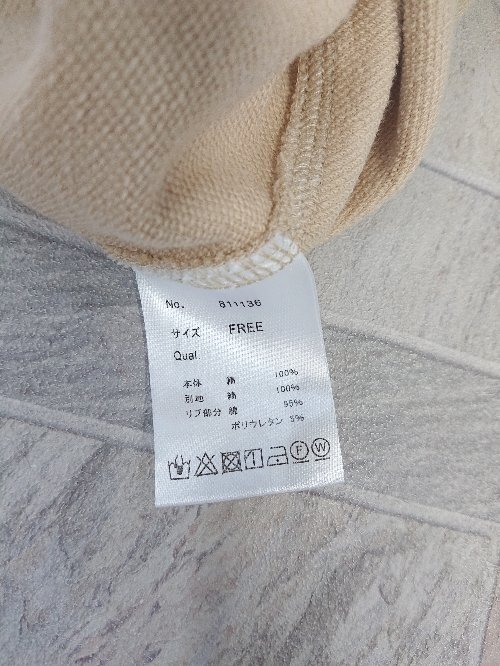 No. 811136
サイズ FREE
Qual.
本体 綿 100%
別地 綿 100%
リブ部分 綿 95%
ポリウレタン 5%
F W